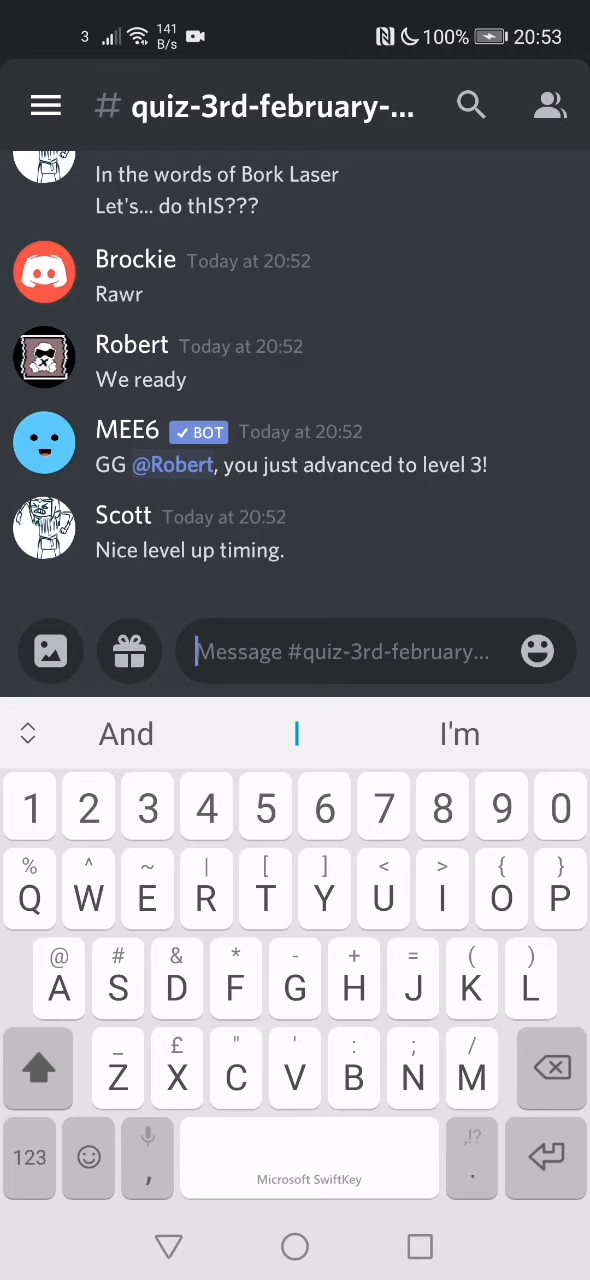 3 141 B/s 100% 20:53
# quiz-3rd-february-...
In the words of Bork Laser
Let's... do thIS???
Brockie Today at 20:52
Rawr
Robert Today at 20:52
We ready
MEE6 BOT Today at 20:52
GG @Robert, you just advanced to level 3!
Scott Today at 20:52
Nice level up timing.
Message #quiz-3rd-february...
And I I'm
1 2 3 4 5 6 7 8 9 0
% ^ ~ | [ ] < > { }
Q W E R T Y U I O P
@ # & * - + = ( )
A S D F G H J K L
_ £ " ' : ; /
Z X C V B N M
,!?
123 , Microsoft SwiftKey .